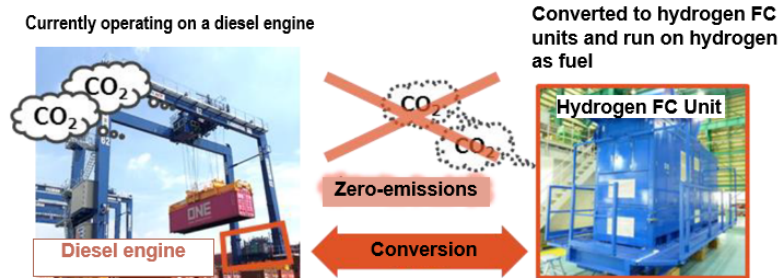 Currently operating on a diesel engine
CO2
CO2
ONE
Diesel engine
CO2
CO2
Zero-emissions
Conversion
Converted to hydrogen FC
units and run on hydrogen
as fuel
Hydrogen FC Unit